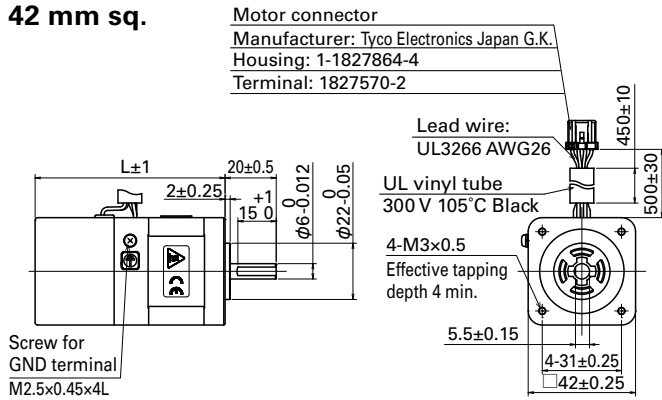 42 mm sq.
Motor connector
Manufacturer: Tyco Electronics Japan G.K.
Housing: 1-1827864-4
Terminal: 1827570-2
Lead wire:
UL3266 AWG26
UL vinyl tube
300 V 105°C Black
450±10
500±30
L±1
20±0.5
2±0.25
+1
15 0
0
ϕ6-0.012
0
ϕ22-0.05
4-M3×0.5
Effective tapping
depth 4 min.
5.5±0.15
4-31±0.25
□42±0.25
CE
Screw for
GND terminal
M2.5×0.45×4L